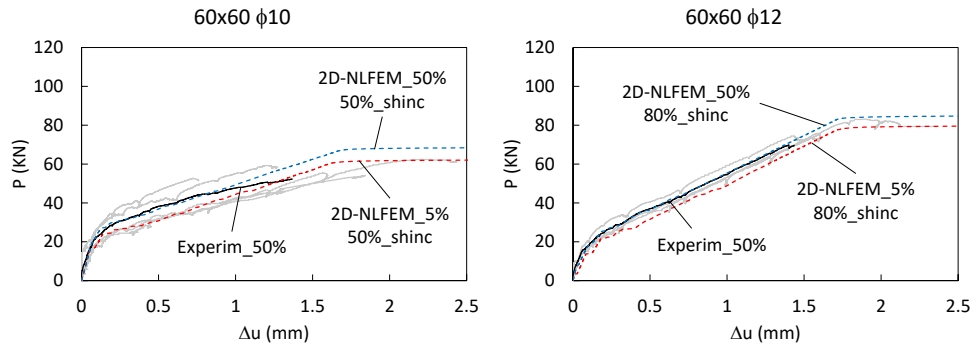 60x60 ϕ10
120
100
80
60
40
20
0
P (KN)
2D-NLFEM_50%
50%_shinc
2D-NLFEM_5%
50%_shinc
Experim_50%
0 0.5 1 1.5 2 2.5
Δu (mm)
60x60 ϕ12
120
100
80
60
40
20
0
P (KN)
2D-NLFEM_50%
80%_shinc
2D-NLFEM_5%
80%_shinc
Experim_50%
0 0.5 1 1.5 2 2.5
Δu (mm)